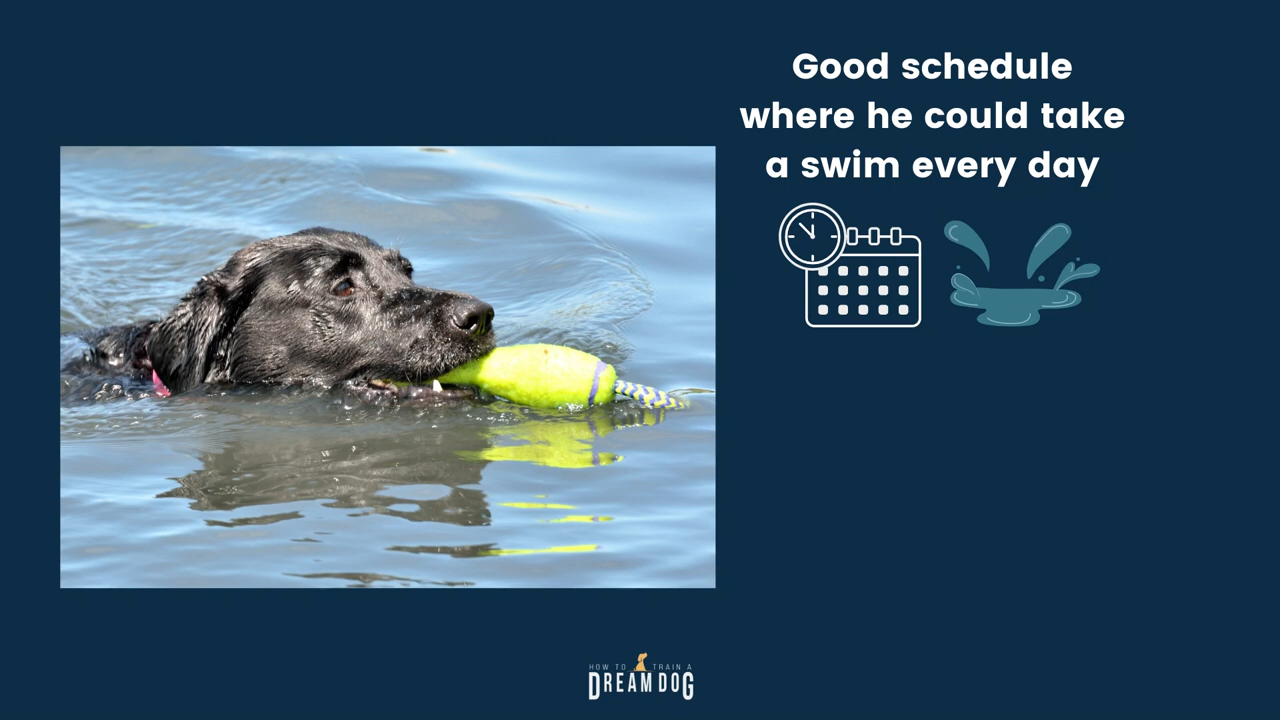 Good schedule
where he could take
a swim every day
HOW TO TRAIN A
DREAM DOG